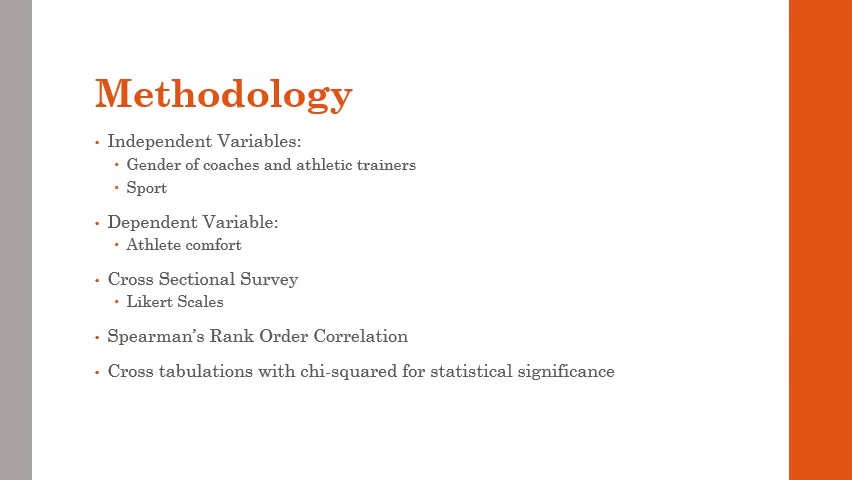 Methodology
• Independent Variables:
• Gender of coaches and athletic trainers
• Sport
• Dependent Variable:
• Athlete comfort
• Cross Sectional Survey
• Likert Scales
• Spearman’s Rank Order Correlation
• Cross tabulations with chi-squared for statistical significance